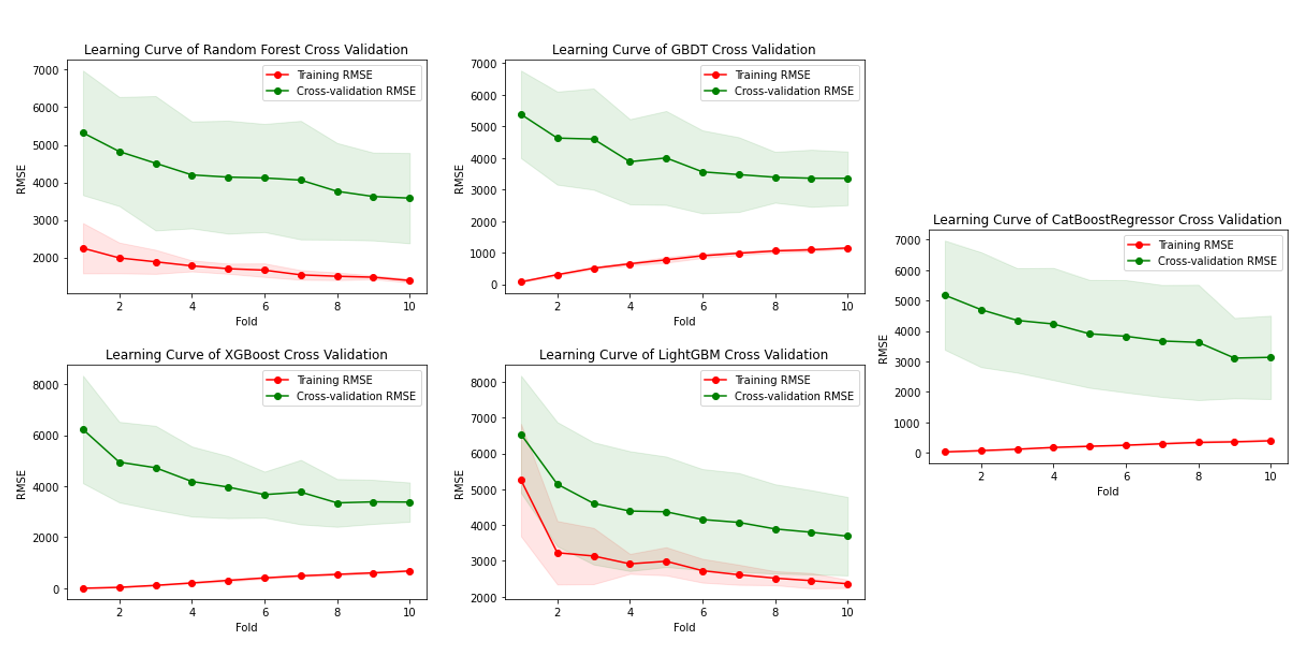 Learning Curve of Random Forest Cross Validation
7000
6000
5000
4000
3000
2000
RMSE
Training RMSE
Cross-validation RMSE
2 4 6 8 10
Fold
Learning Curve of GBDT Cross Validation
7000
6000
5000
4000
3000
2000
1000
0
RMSE
Training RMSE
Cross-validation RMSE
2 4 6 8 10
Fold
Learning Curve of XGBoost Cross Validation
8000
6000
4000
2000
0
RMSE
Training RMSE
Cross-validation RMSE
2 4 6 8 10
Fold
Learning Curve of LightGBM Cross Validation
8000
7000
6000
5000
4000
3000
2000
RMSE
Training RMSE
Cross-validation RMSE
2 4 6 8 10
Fold
Learning Curve of CatBoostRegressor Cross Validation
7000
6000
5000
4000
3000
2000
1000
0
RMSE
Training RMSE
Cross-validation RMSE
2 4 6 8 10
Fold